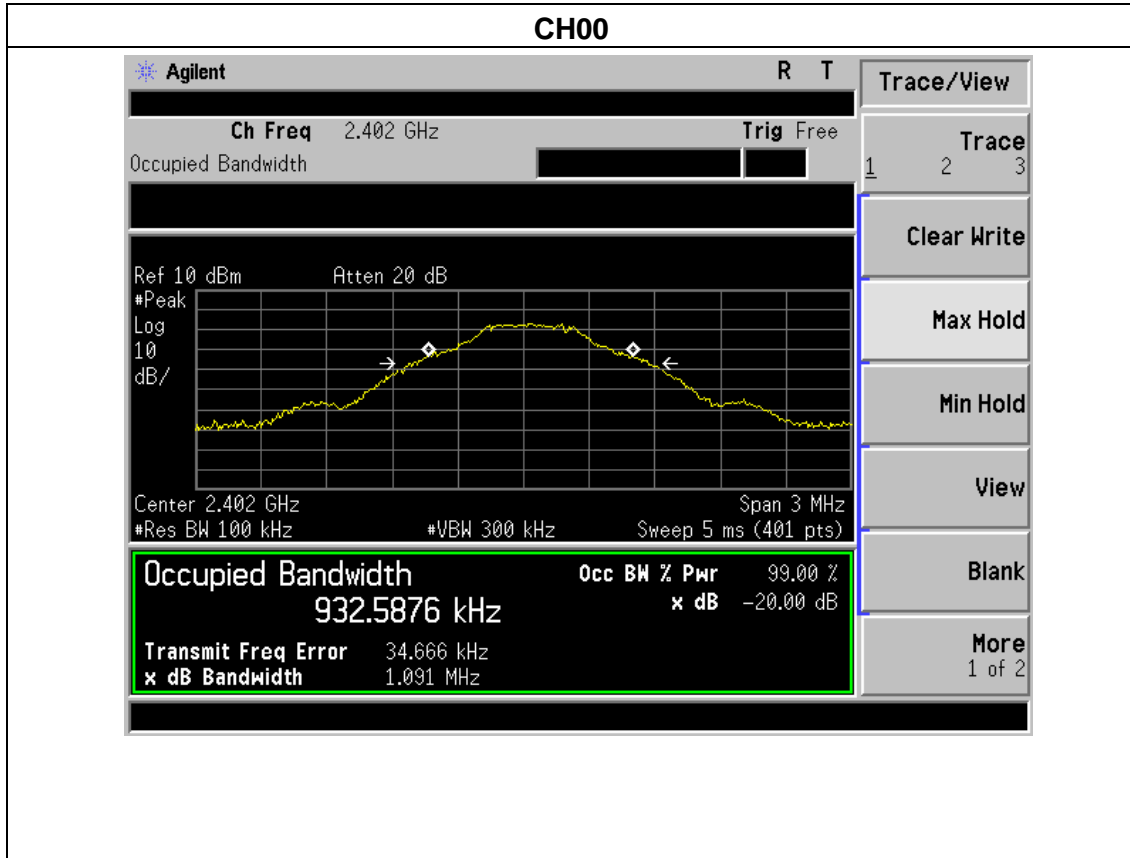 CH00
Agilent R T
Ch Freq 2.402 GHz Trig Free
Occupied Bandwidth
Ref 10 dBm Atten 20 dB
#Peak
Log
10
dB/
Center 2.402 GHz Span 3 MHz
#Res BW 100 kHz #VBW 300 kHz Sweep 5 ms (401 pts)
Occupied Bandwidth
932.5876 kHz
Occ BW % Pwr 99.00 %
x dB -20.00 dB
Transmit Freq Error 34.666 kHz
x dB Bandwidth 1.091 MHz
Trace/View
Trace
1 2 3
Clear Write
Max Hold
Min Hold
View
Blank
More
1 of 2